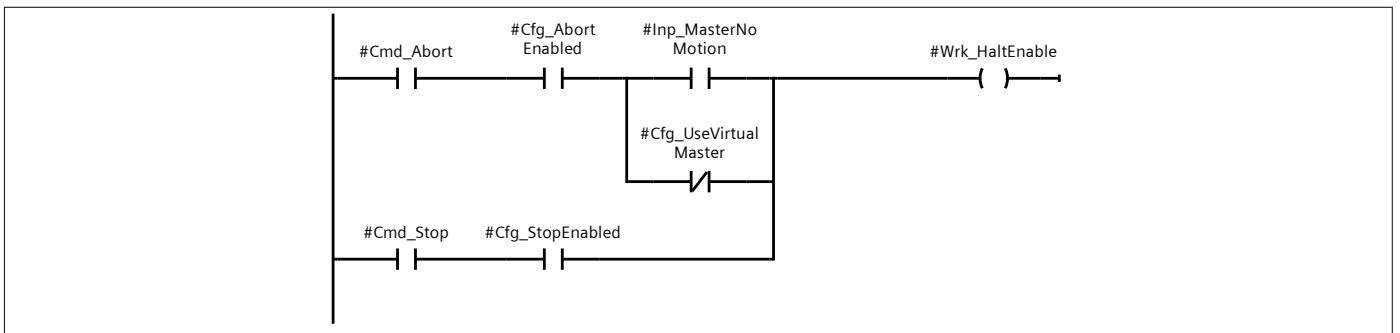 #Cmd_Abort
#Cfg_Abort
Enabled
#Inp_MasterNo
Motion
#Wrk_HaltEnable
#Cfg_UseVirtual
Master
#Cmd_Stop
#Cfg_StopEnabled